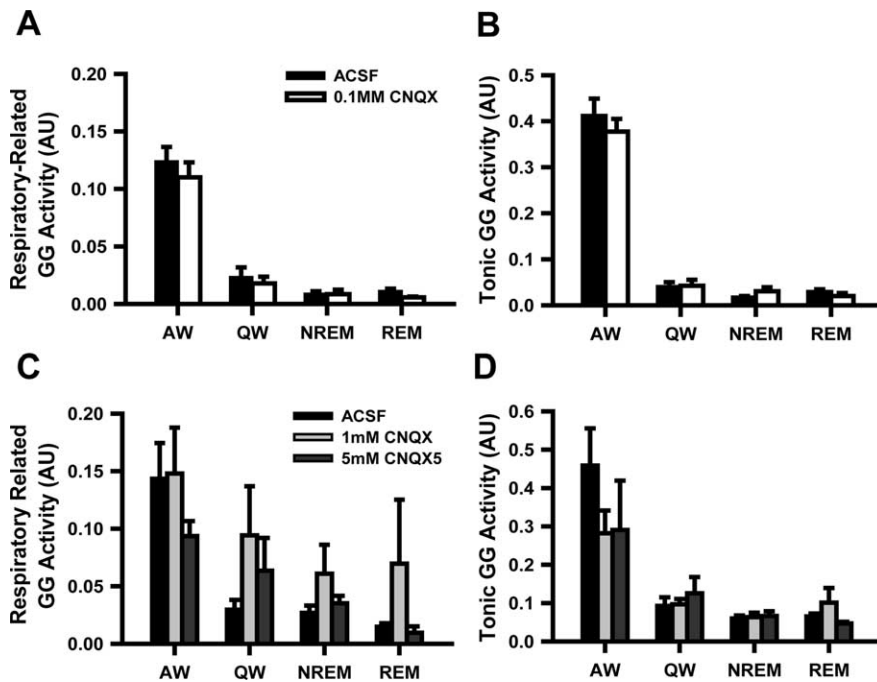 A
Respiratory-Related
GG Activity (AU)
0.20
0.15
0.10
0.05
0.00
ACSF
0.1MM CNQX
AW QW NREM REM
B
Tonic GG Activity (AU)
0.5
0.4
0.3
0.2
0.1
0.0
AW QW NREM REM
C
Respiratory Related
GG Activity (AU)
0.20
0.15
0.10
0.05
0.00
ACSF
1mM CNQX
5mM CNQX5
AW QW NREM REM
D
Tonic GG Activity (AU)
0.6
0.5
0.4
0.3
0.2
0.1
0.0
AW QW NREM REM